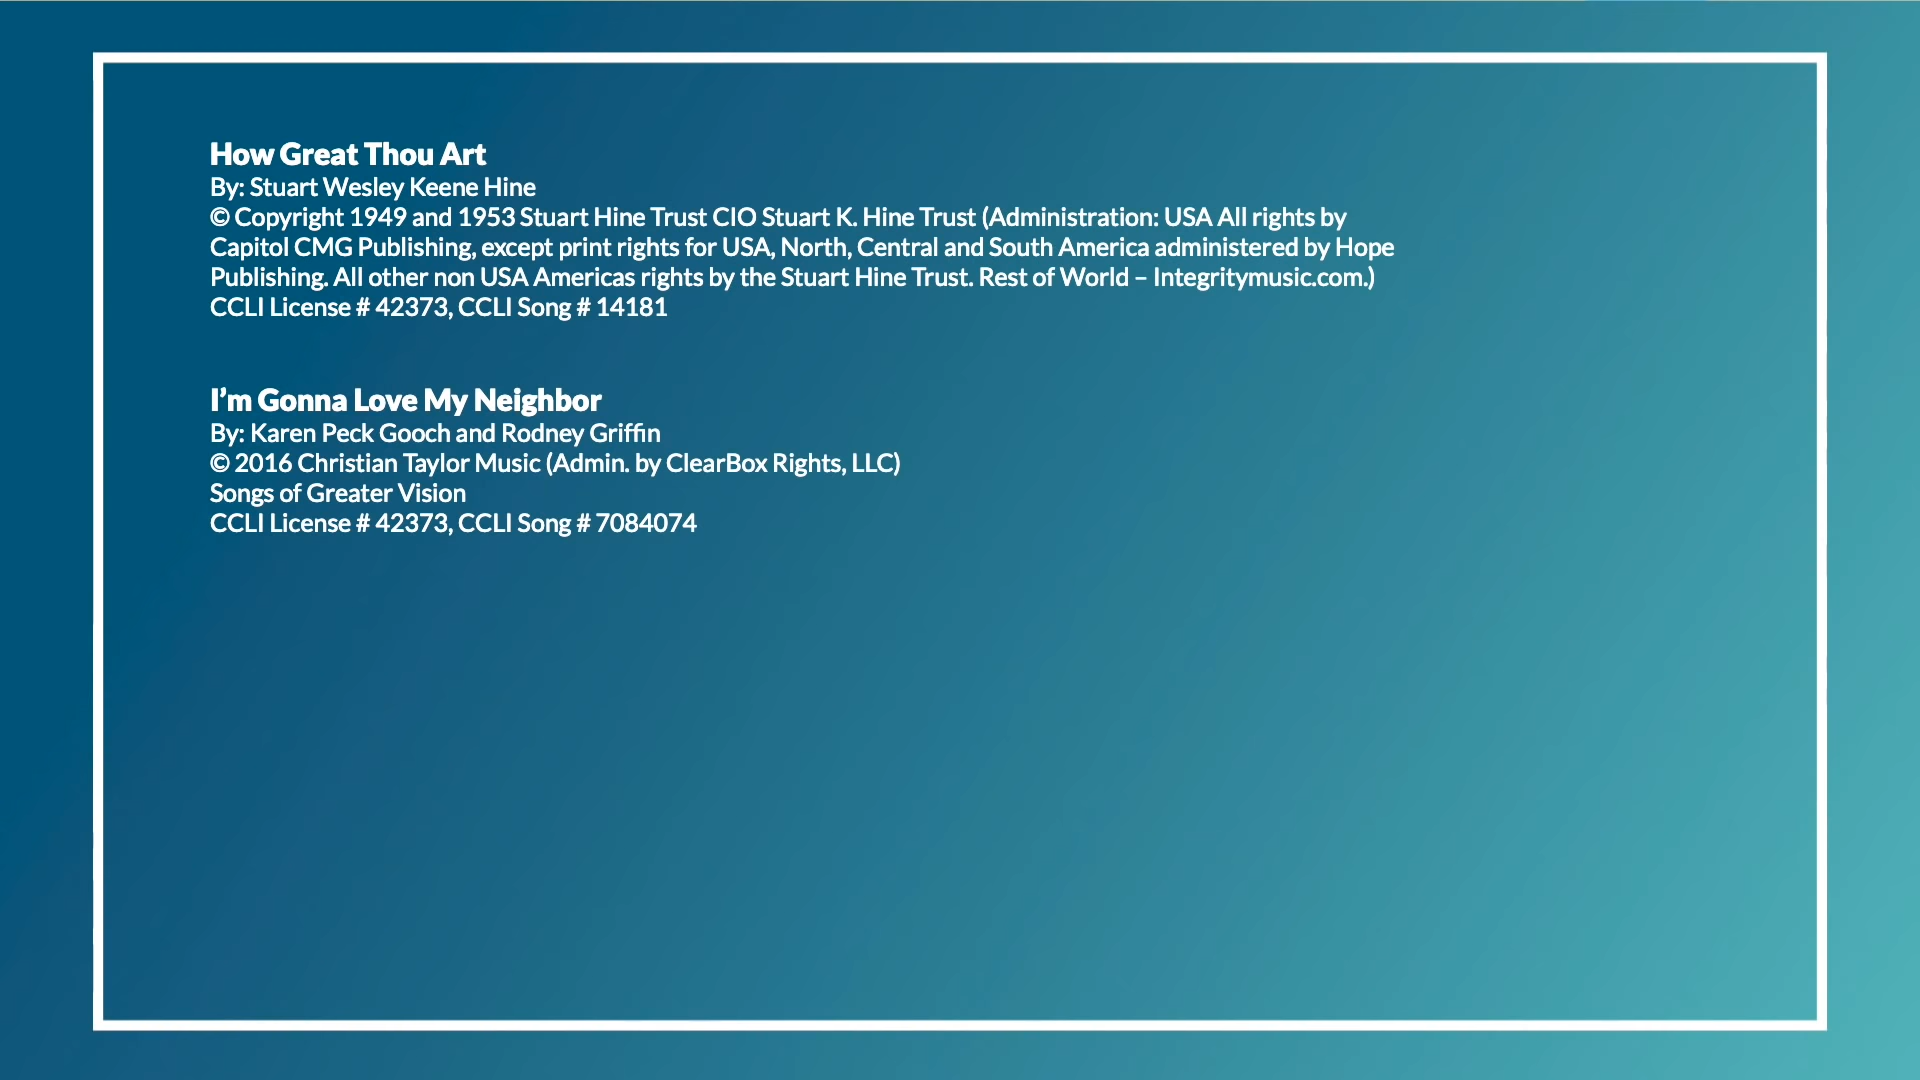 How Great Thou Art
By: Stuart Wesley Keene Hine
© Copyright 1949 and 1953 Stuart Hine Trust CIO Stuart K. Hine Trust (Administration: USA All rights by
Capitol CMG Publishing, except print rights for USA, North, Central and South America administered by Hope
Publishing. All other non USA Americas rights by the Stuart Hine Trust. Rest of World – Integritymusic.com.)
CCLI License # 42373, CCLI Song # 14181
I’m Gonna Love My Neighbor
By: Karen Peck Gooch and Rodney Griffin
© 2016 Christian Taylor Music (Admin. by ClearBox Rights, LLC)
Songs of Greater Vision
CCLI License # 42373, CCLI Song # 7084074